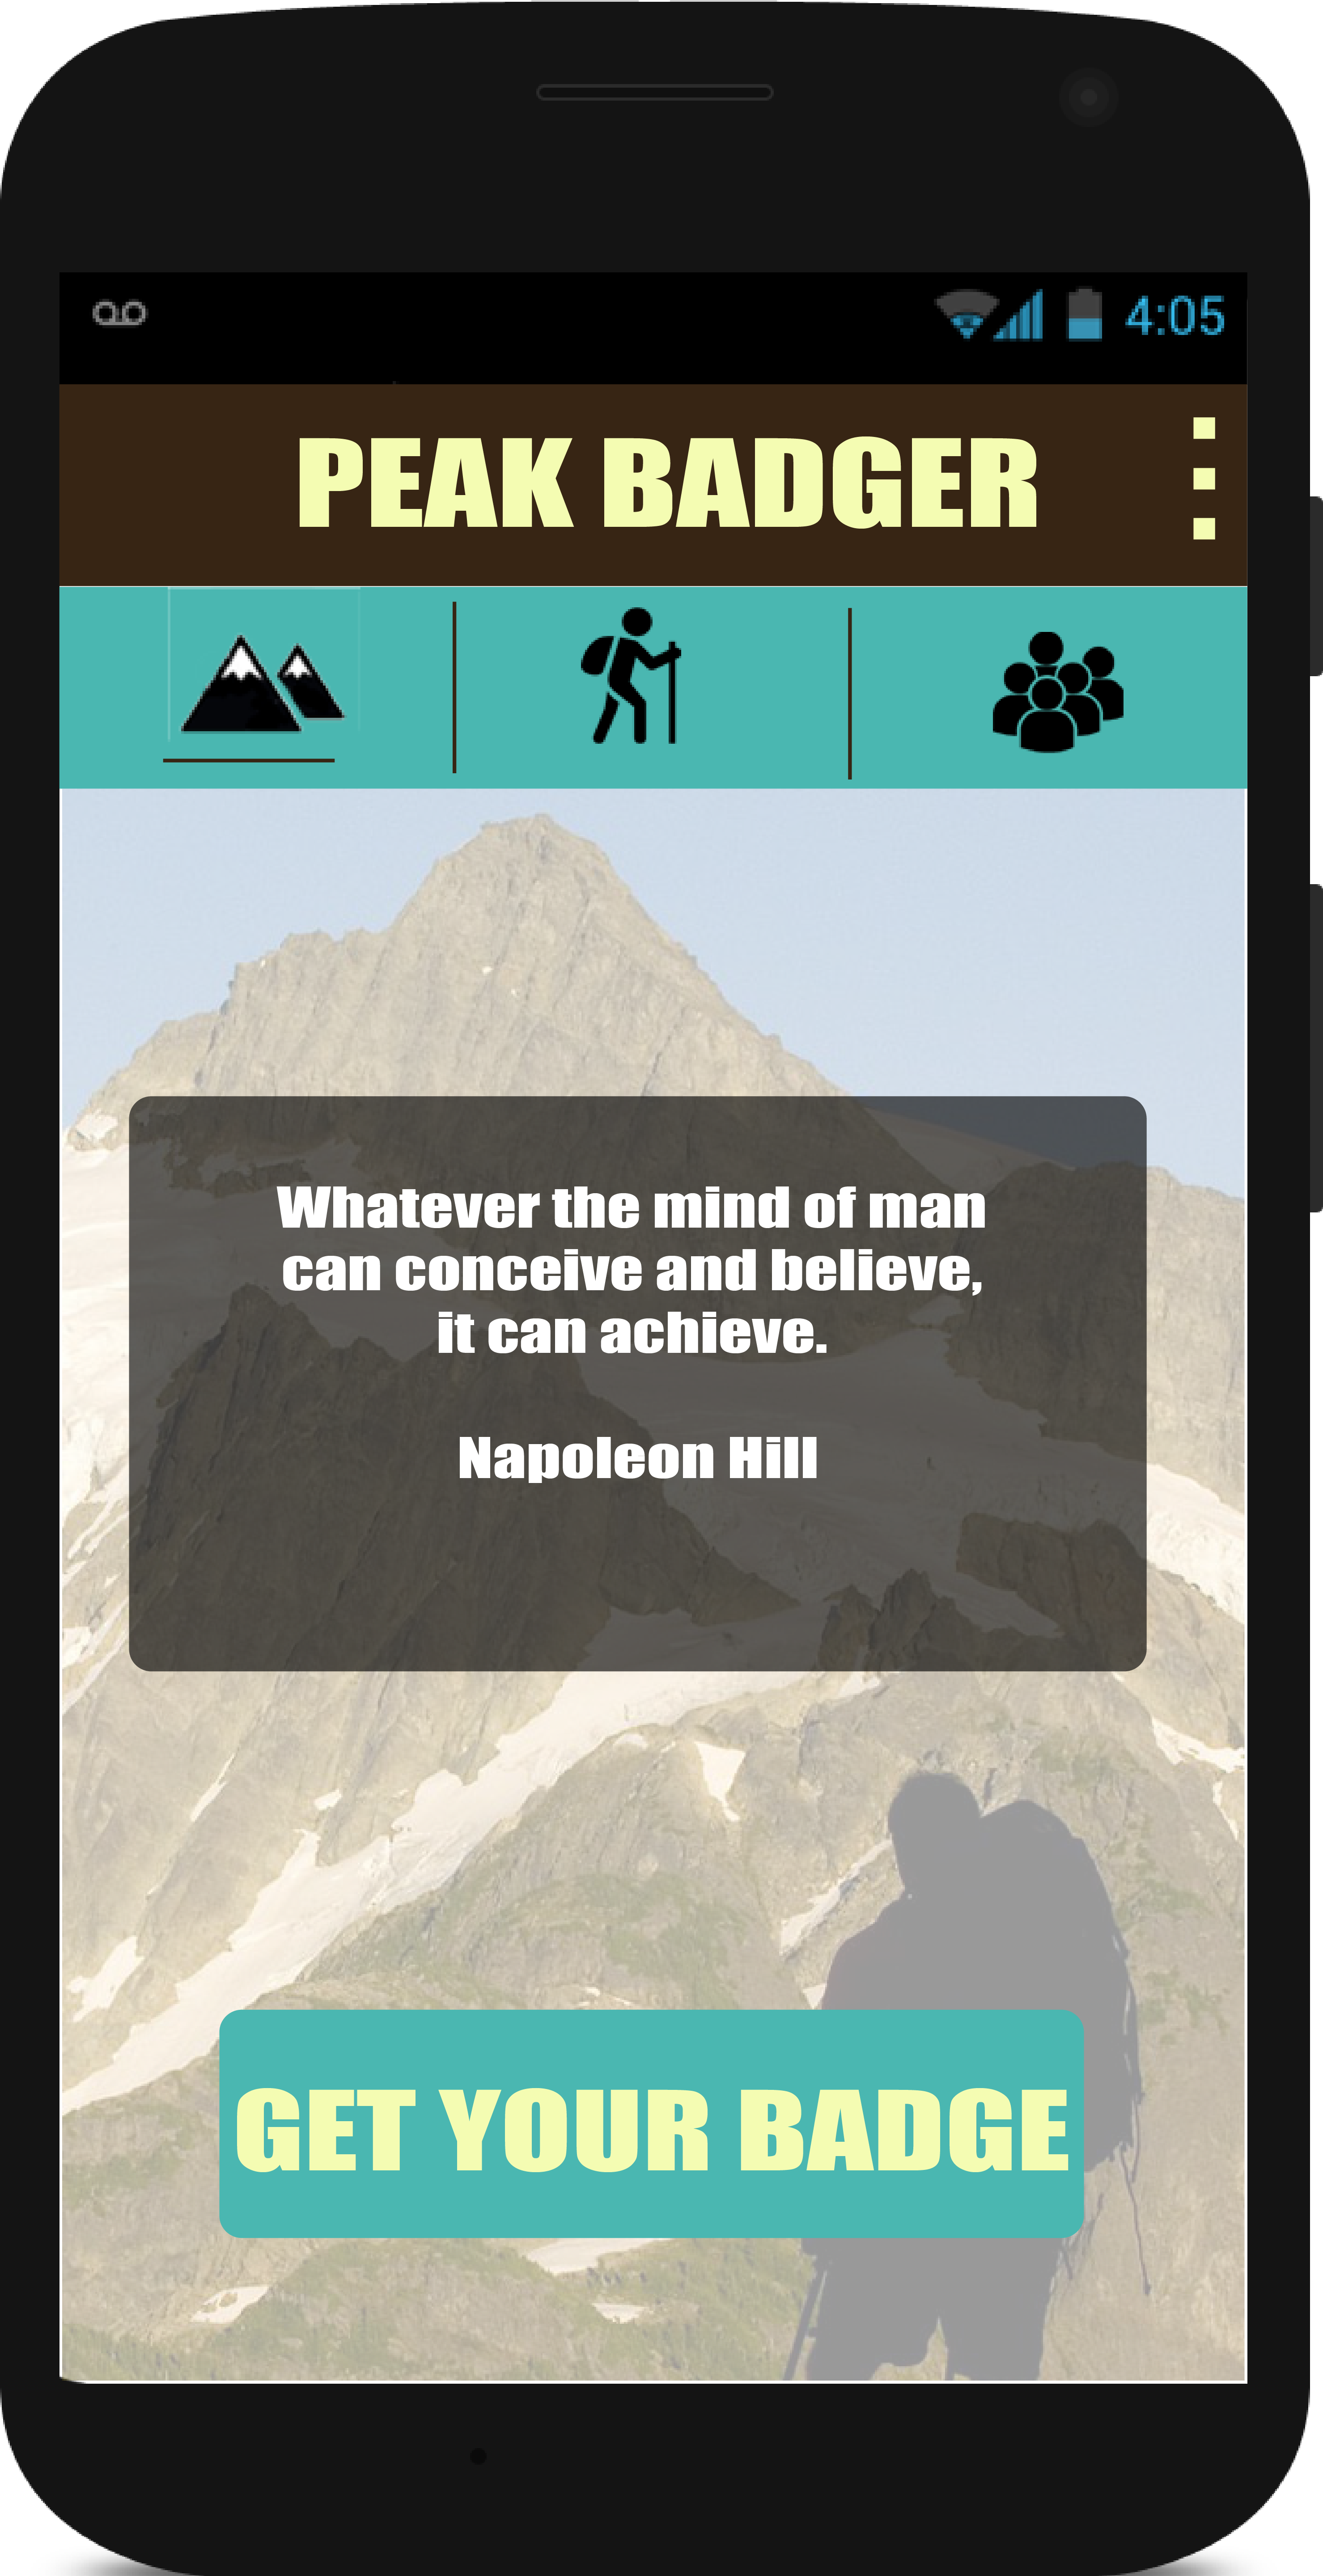 4:05
PEAK BADGER
Whatever the mind of man
can conceive and believe,
it can achieve.
Napoleon Hill
GET YOUR BADGE